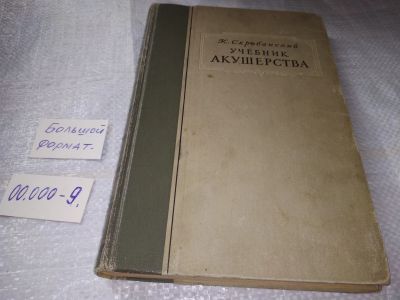 К. Скробанский
УЧЕБНИК
АКУШЕРСТВА
Большой
формат.
00.000-9.